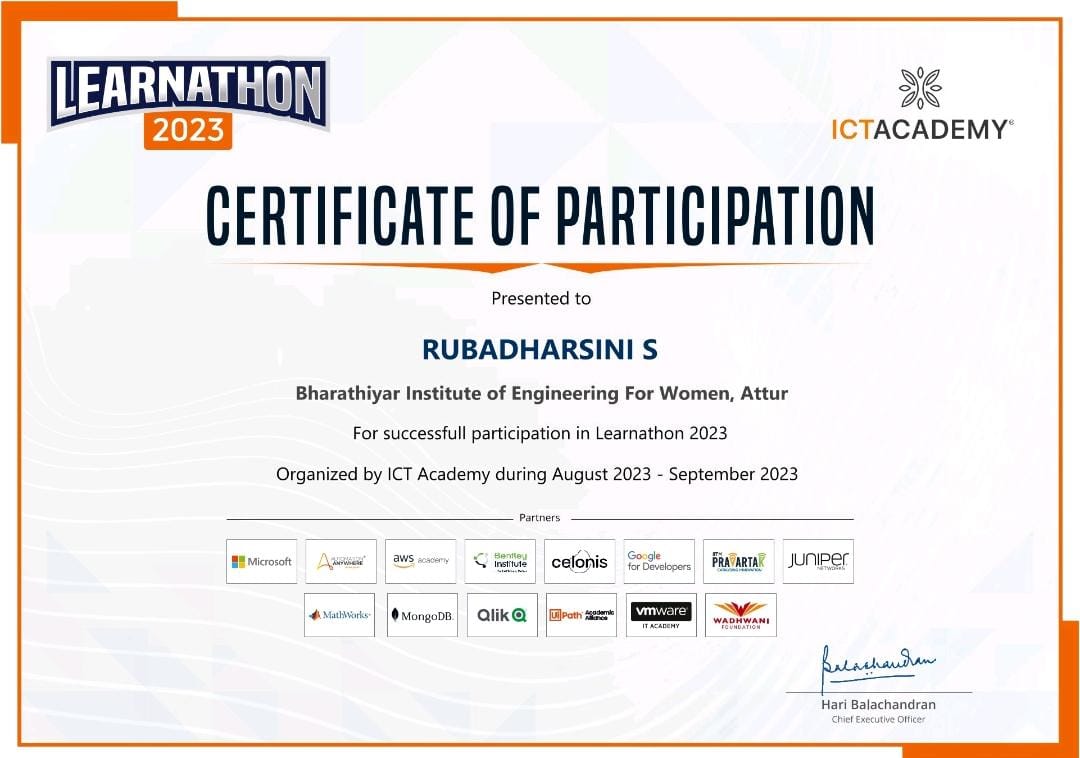 LEARNATHON
2023
ICTACADEMY®
CERTIFICATE OF PARTICIPATION
Presented to
RUBADHARSINI S
Bharathiyar Institute of Engineering For Women, Attur
For successfull participation in Learnathon 2023
Organized by ICT Academy during August 2023 - September 2023
Partners
Microsoft
AUTOMATION ANYWHERE
aws academy
Bentley Institute
celonis
Google for Developers
IITM PRAVARTAK
JUNIPER NETWORKS
MathWorks
MongoDB.
Qlik
UiPath Academic Alliance
vmware IT ACADEMY
WADHWANI FOUNDATION
Balachandran
Hari Balachandran
Chief Executive Officer